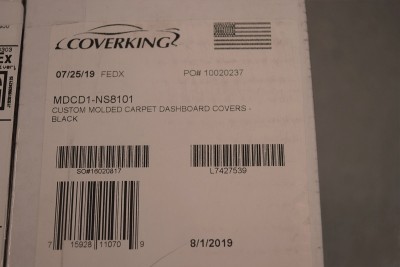 COVERKING
07/25/19 FEDX PO# 10020237
MDCD1-NS8101
CUSTOM MOLDED CARPET DASHBOARD COVERS -
BLACK
SO#16020817
L7427539
7 15928 11070 9
8/1/2019